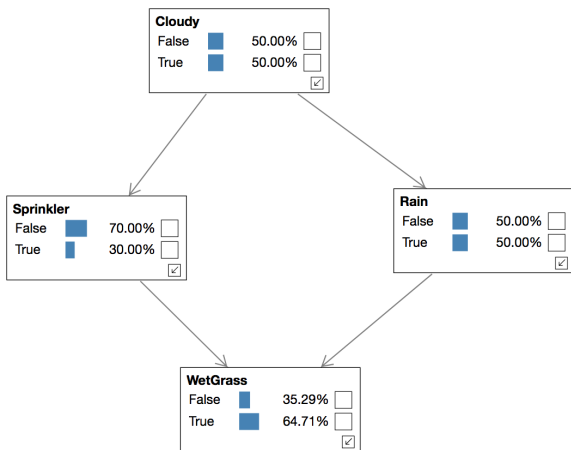 Cloudy
False 50.00%
True 50.00%
Sprinkler
False 70.00%
True 30.00%
Rain
False 50.00%
True 50.00%
WetGrass
False 35.29%
True 64.71%